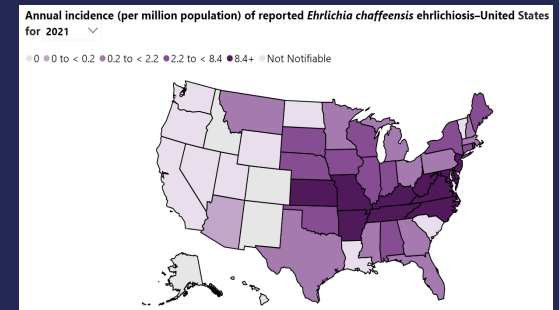 Annual incidence (per million population) of reported Ehrlichia chaffeensis ehrlichiosis–United States
for 2021
0 0 to < 0.2 0.2 to < 2.2 2.2 to < 8.4 8.4+ Not Notifiable